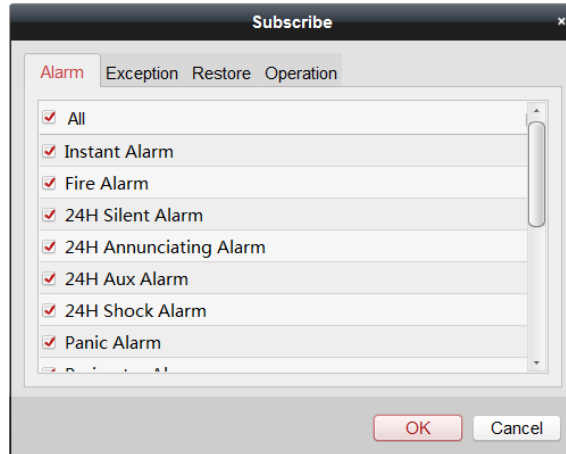 Subscribe ×
Alarm Exception Restore Operation
All
Instant Alarm
Fire Alarm
24H Silent Alarm
24H Annunciating Alarm
24H Aux Alarm
24H Shock Alarm
Panic Alarm
OK Cancel